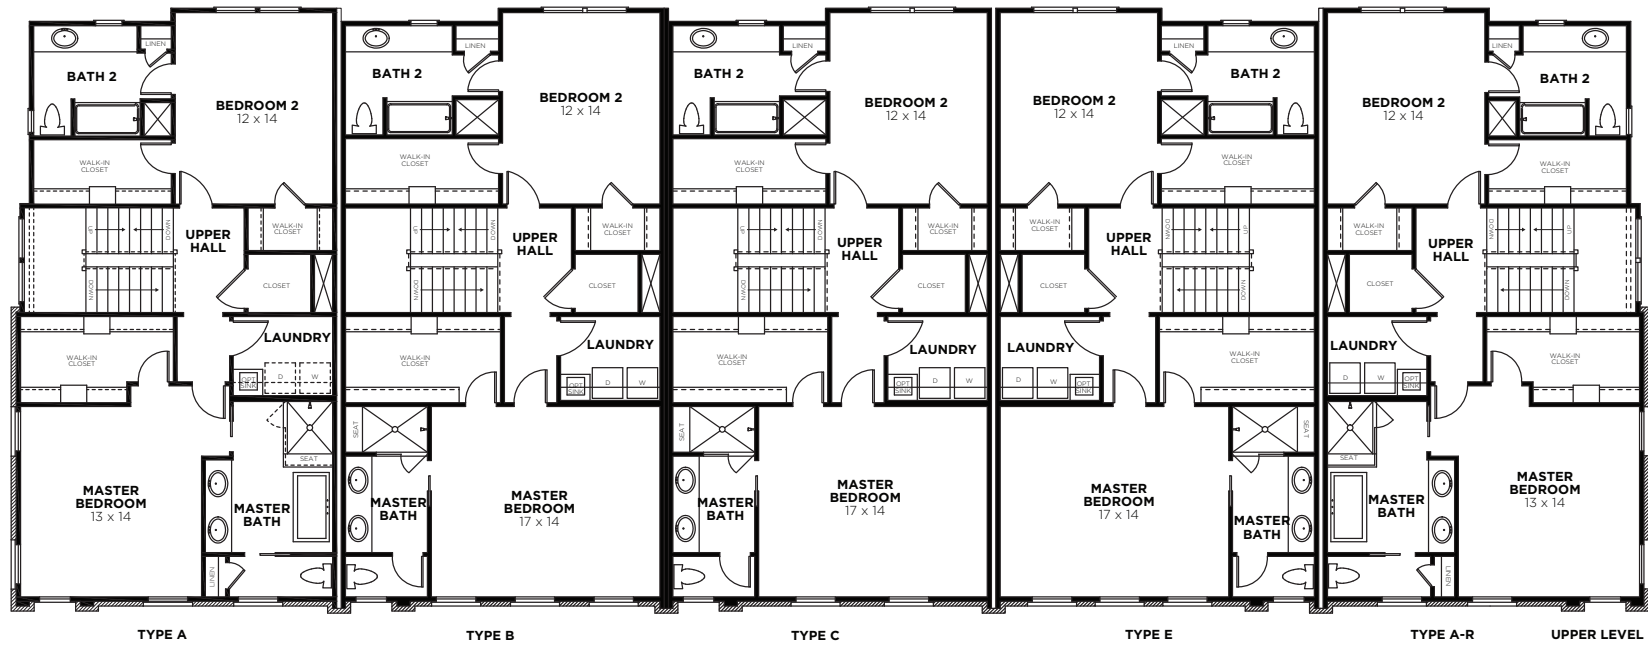 LINEN
BATH 2
BEDROOM 2
12 x 14
WALK-IN
CLOSET
UP
DOWN
DOWN
UPPER
HALL
WALK-IN
CLOSET
CLOSET
LAUNDRY
WALK-IN
CLOSET
OPT
SINK
D
W
SEAT
MASTER
BEDROOM
13 x 14
MASTER
BATH
LINEN
TYPE A
LINEN
BATH 2
BEDROOM 2
12 x 14
WALK-IN
CLOSET
UP
DOWN
DOWN
UPPER
HALL
WALK-IN
CLOSET
CLOSET
LAUNDRY
WALK-IN
CLOSET
OPT
SINK
D
W
SEAT
MASTER
BATH
MASTER
BEDROOM
17 x 14
TYPE B
LINEN
BATH 2
BEDROOM 2
12 x 14
WALK-IN
CLOSET
UP
DOWN
DOWN
UPPER
HALL
WALK-IN
CLOSET
CLOSET
LAUNDRY
WALK-IN
CLOSET
OPT
SINK
D
W
SEAT
MASTER
BATH
MASTER
BEDROOM
17 x 14
TYPE C
LINEN
BATH 2
BEDROOM 2
12 x 14
WALK-IN
CLOSET
DOWN
UP
DOWN
UPPER
HALL
WALK-IN
CLOSET
CLOSET
LAUNDRY
WALK-IN
CLOSET
D
W
OPT
SINK
SEAT
MASTER
BEDROOM
17 x 14
MASTER
BATH
TYPE E
LINEN
BATH 2
BEDROOM 2
12 x 14
WALK-IN
CLOSET
DOWN
UP
DOWN
UPPER
HALL
WALK-IN
CLOSET
CLOSET
LAUNDRY
WALK-IN
CLOSET
D
W
OPT
SINK
SEAT
MASTER
BATH
MASTER
BEDROOM
13 x 14
LINEN
TYPE A-R
UPPER LEVEL